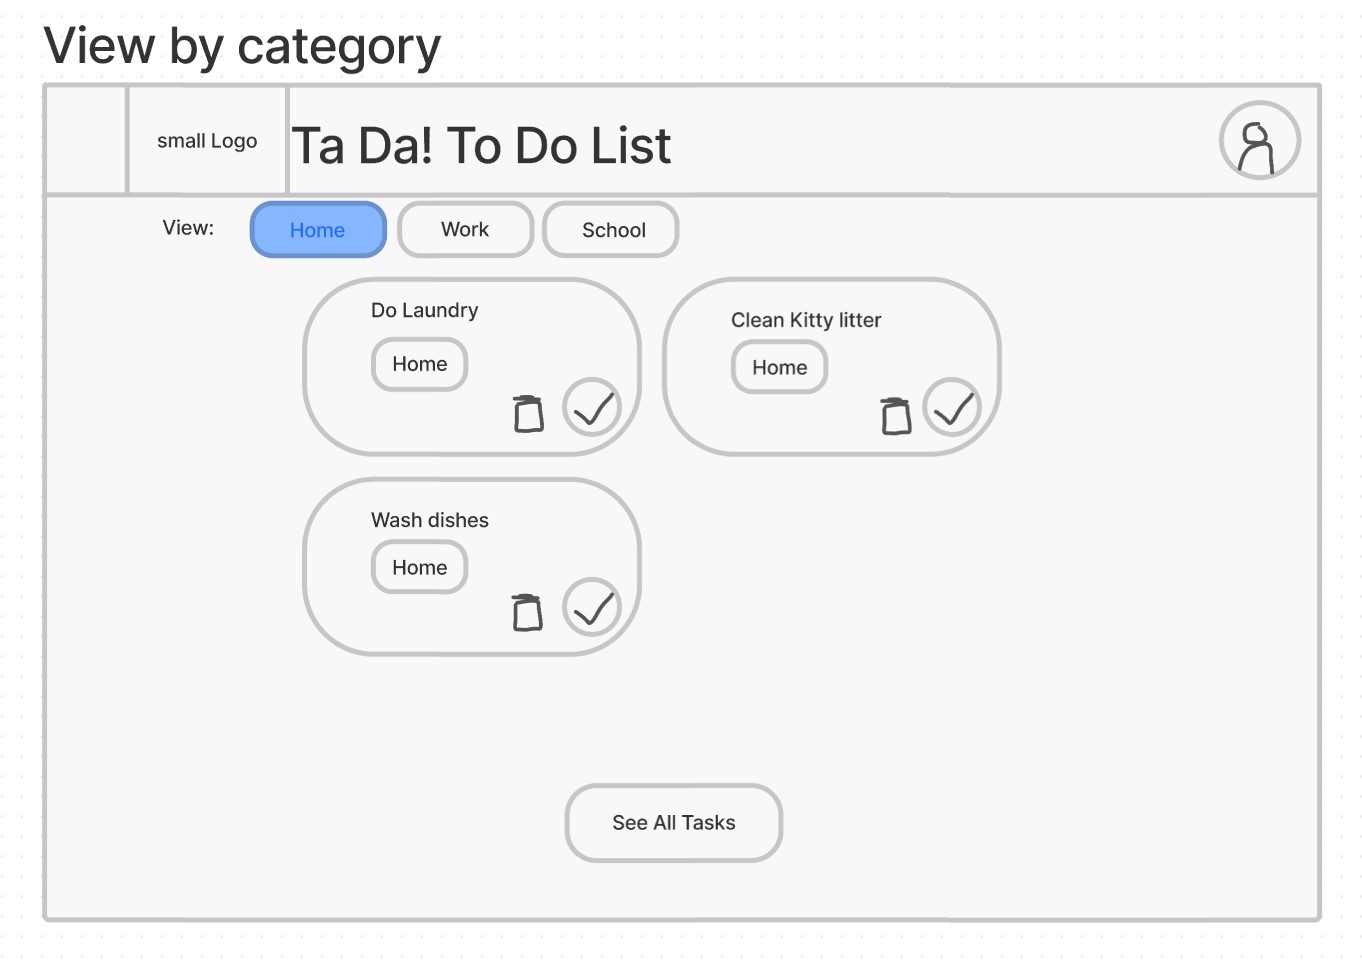 View by category
small Logo
Ta Da! To Do List
View:
Home
Work
School
Do Laundry
Home
Clean Kitty litter
Home
Wash dishes
Home
See All Tasks